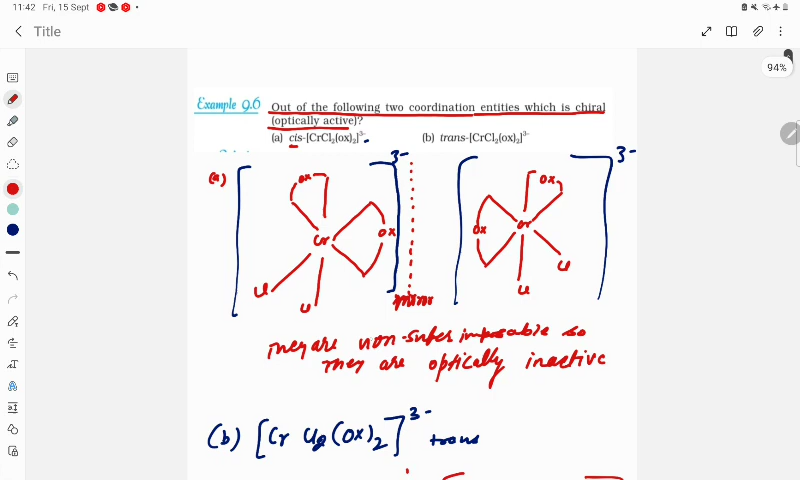 11:42 Fri, 15 Sept
Title
94%
Example 9.6 Out of the following two coordination entities which is chiral
(optically active)?
(a) cis-[CrCl₂(ox)₂]³⁻ (b) trans-[CrCl₂(ox)₂]³⁻
(a) [ ox Cr ox Cl Cl ]³⁻ mirror [ ox Cr ox Cl Cl ]³⁻
They are non-super imposable so
They are optically inactive
(b) [Cr Cl₂(Ox)₂]³⁻ trans